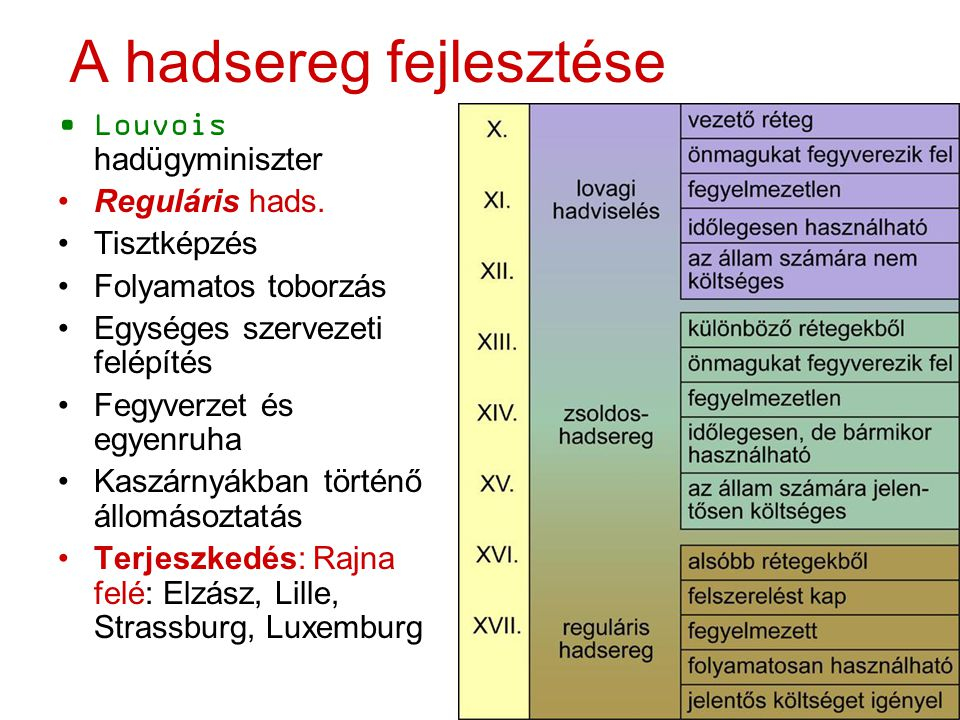 A hadsereg fejlesztése
• Louvois
hadügyminiszter
• Reguláris hads.
• Tisztképzés
• Folyamatos toborzás
• Egységes szervezeti
felépítés
• Fegyverzet és
egyenruha
• Kaszárnyákban történő
állomásoztatás
• Terjeszkedés: Rajna
felé: Elzász, Lille,
Strassburg, Luxemburg
X.
XI.
XII.
XIII.
XIV.
XV.
XVI.
XVII.
lovagi
hadviselés
vezető réteg
önmagukat fegyverezik fel
fegyelmezetlen
időlegesen használható
az állam számára nem
költséges
zsoldos-
hadsereg
különböző rétegekből
önmagukat fegyverezik fel
fegyelmezetlen
időlegesen, de bármikor
használható
az állam számára jelen-
tősen költséges
reguláris
hadsereg
alsóbb rétegekből
felszerelést kap
fegyelmezett
folyamatosan használható
jelentős költséget igényel